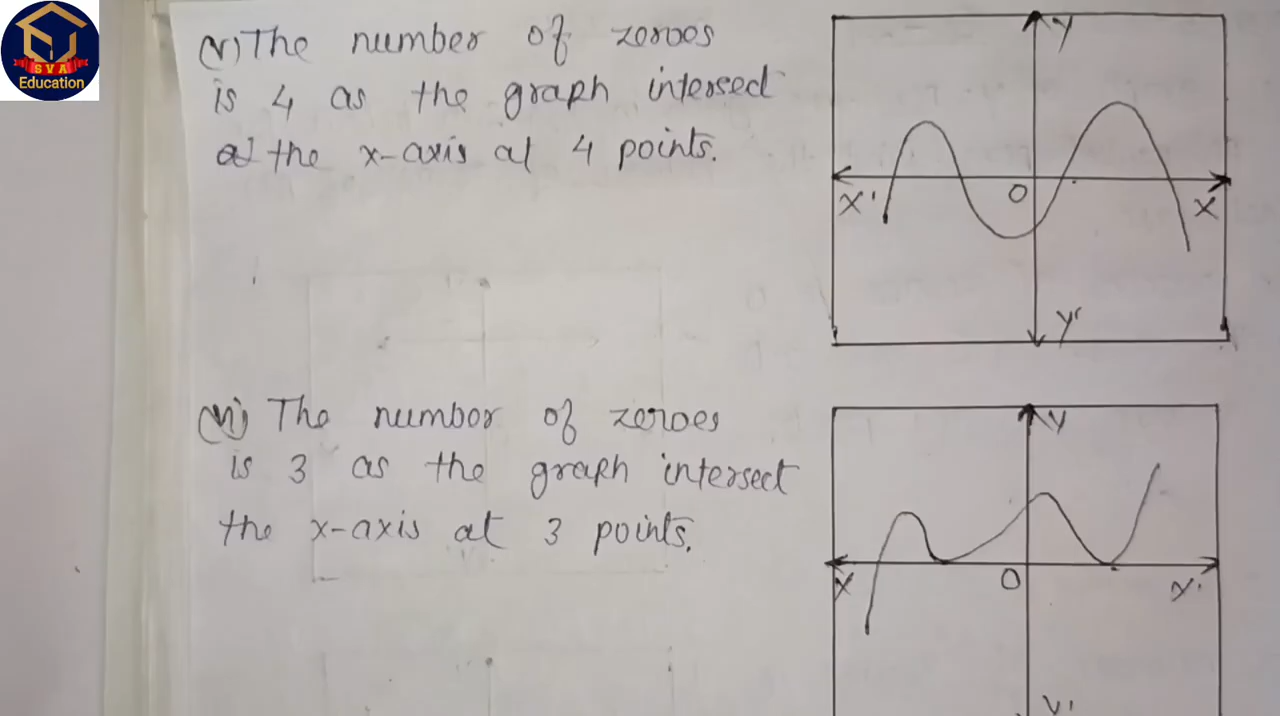 SVA
Education
(v) The number of zeroes
is 4 as the graph intersed
at the x-axis at 4 points.
Y
X'
O
X
Y'
(vi) The number of zeroes
is 3 as the graph intersect
the x-axis at 3 points.
Y
X
O
X'
Y'